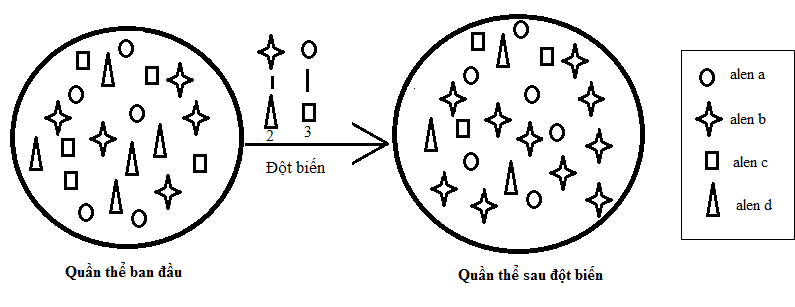 2 3
Đột biến
alen a
alen b
alen c
alen d
Quần thể ban đầu
Quần thể sau đột biến